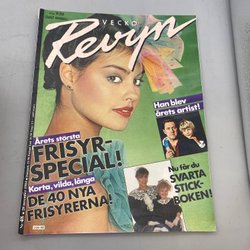 VECKO
Revyn
Han blev
årets artist!
Årets största
FRISYR-
SPECIAL!
Korta, vilda, långa
DE 40 NYA
FRISYRERNA!
Nu får du
SVARTA
STICK-
BOKEN!